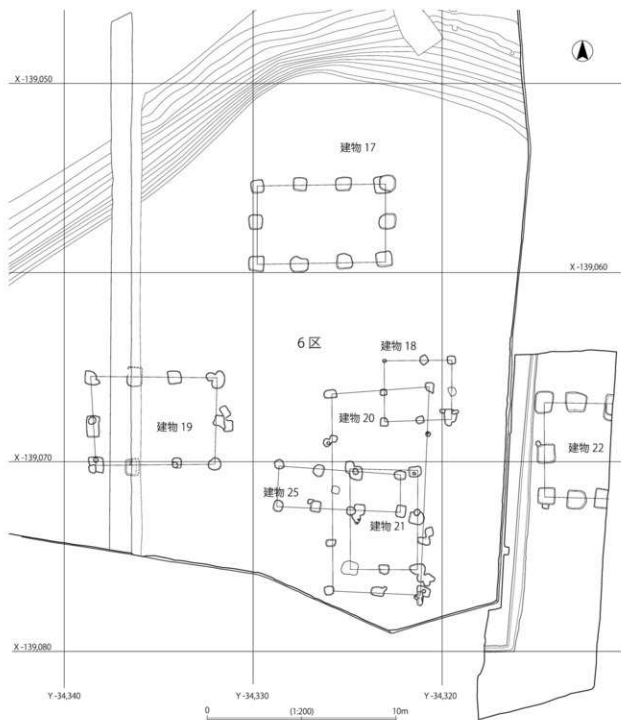 X -139,050
建物 17
X -139,060
6 区
建物 18
建物 19
建物 20
建物 22
X -139,070
建物 25
建物 21
X -139,080
Y -34,340
Y -34,330
Y -34,320
0 (1:200) 10m